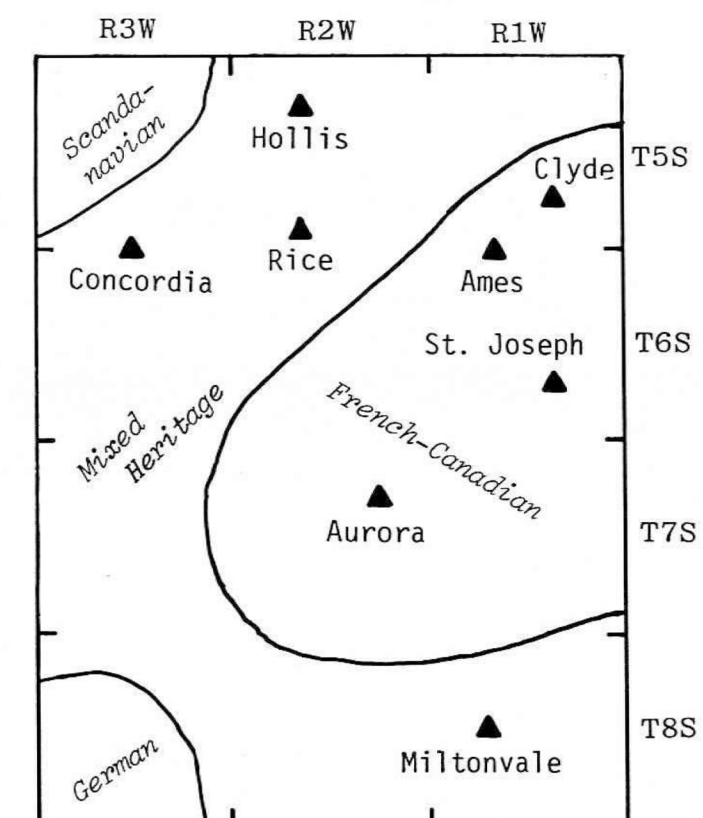 R3W R2W R1W
Scanda-
navian
Hollis
T5S
Clyde
Rice
Concordia
Ames
St. Joseph
T6S
Mixed
Heritage
French-Canadian
Aurora
T7S
T8S
Miltonvale
German